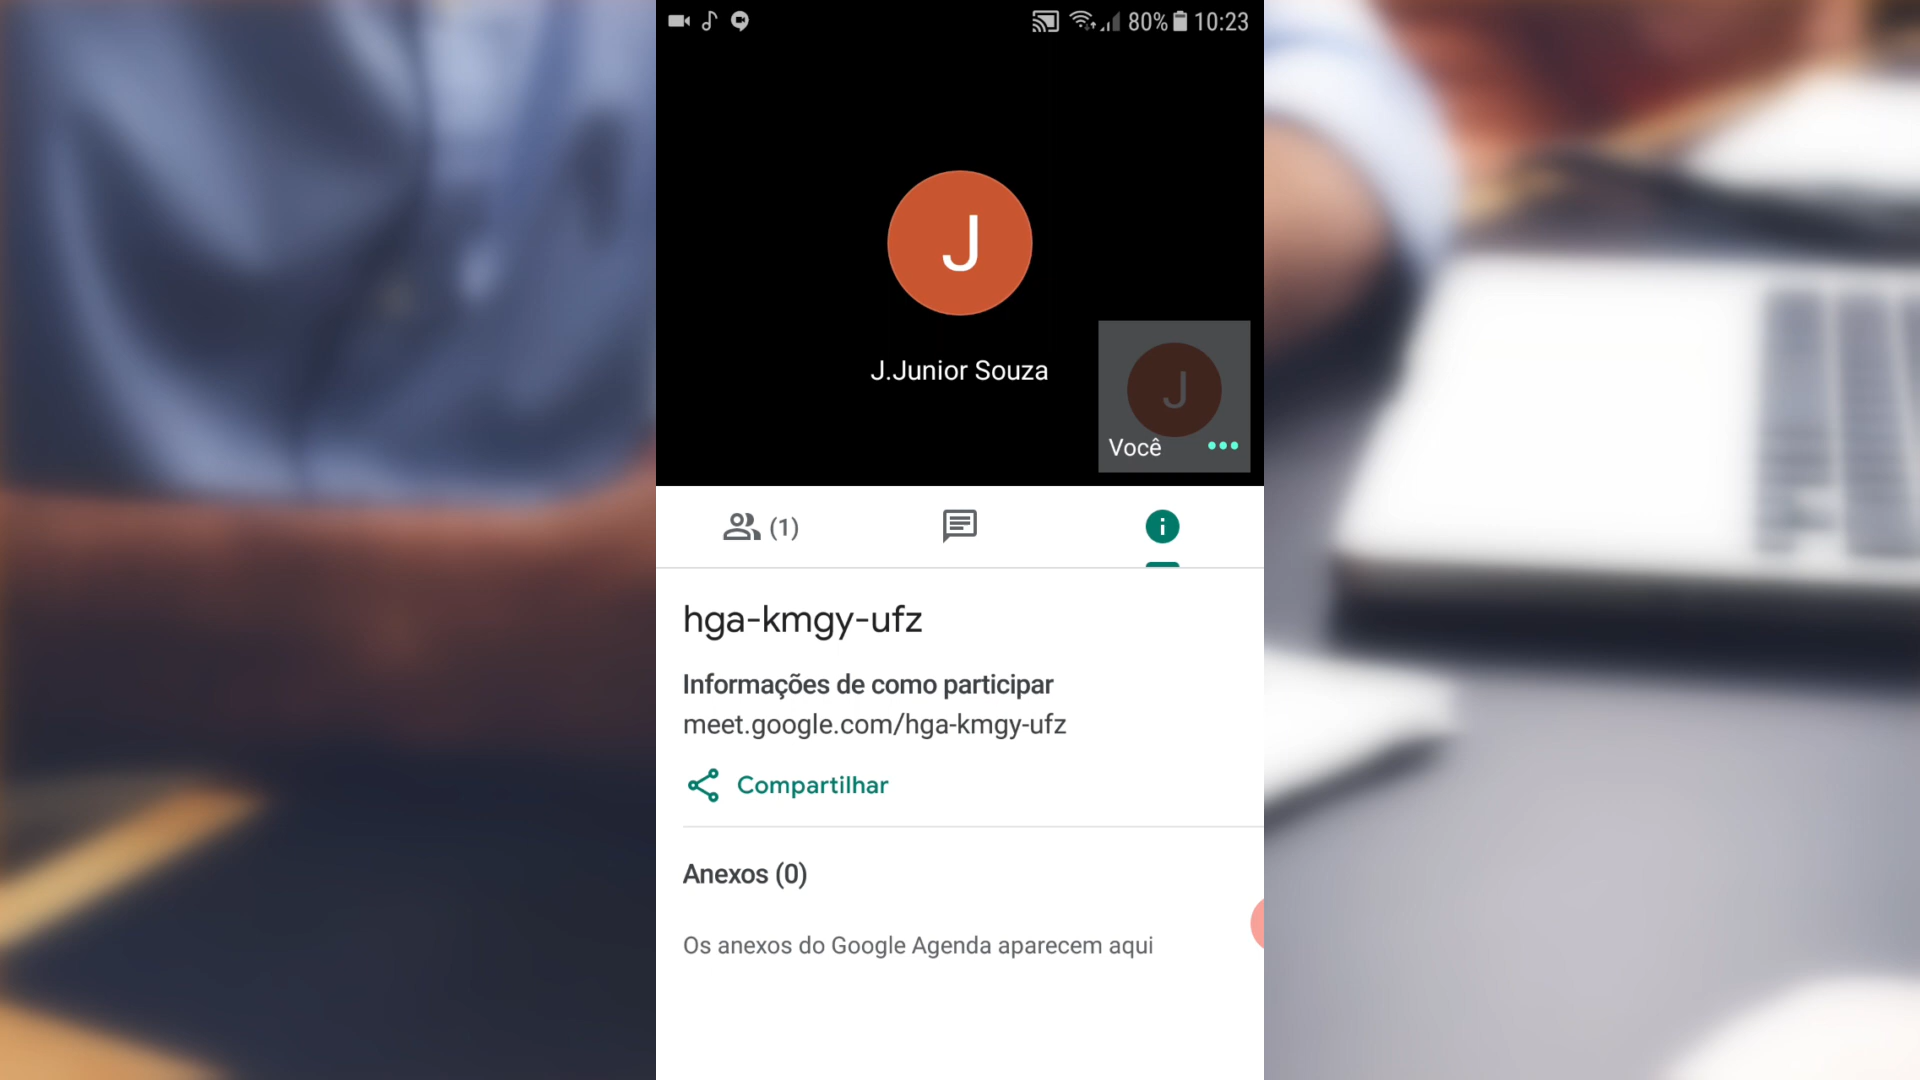 80% 10:23
J
J.Junior Souza
J
Você
(1)
hga-kmgy-ufz
Informações de como participar
meet.google.com/hga-kmgy-ufz
Compartilhar
Anexos (0)
Os anexos do Google Agenda aparecem aqui